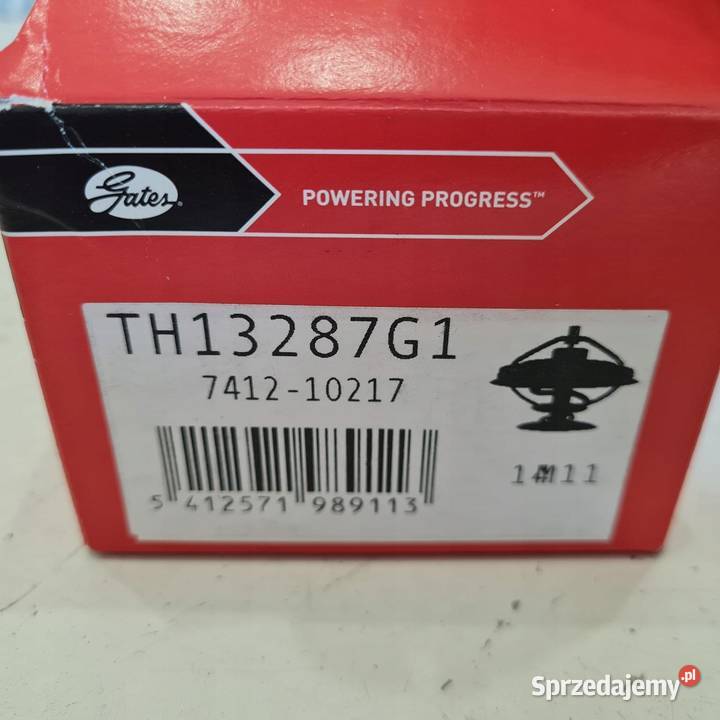 Gates
POWERING PROGRESS™
TH13287G1
7412-10217
5 412571 989113
Sprzedajemy.pl